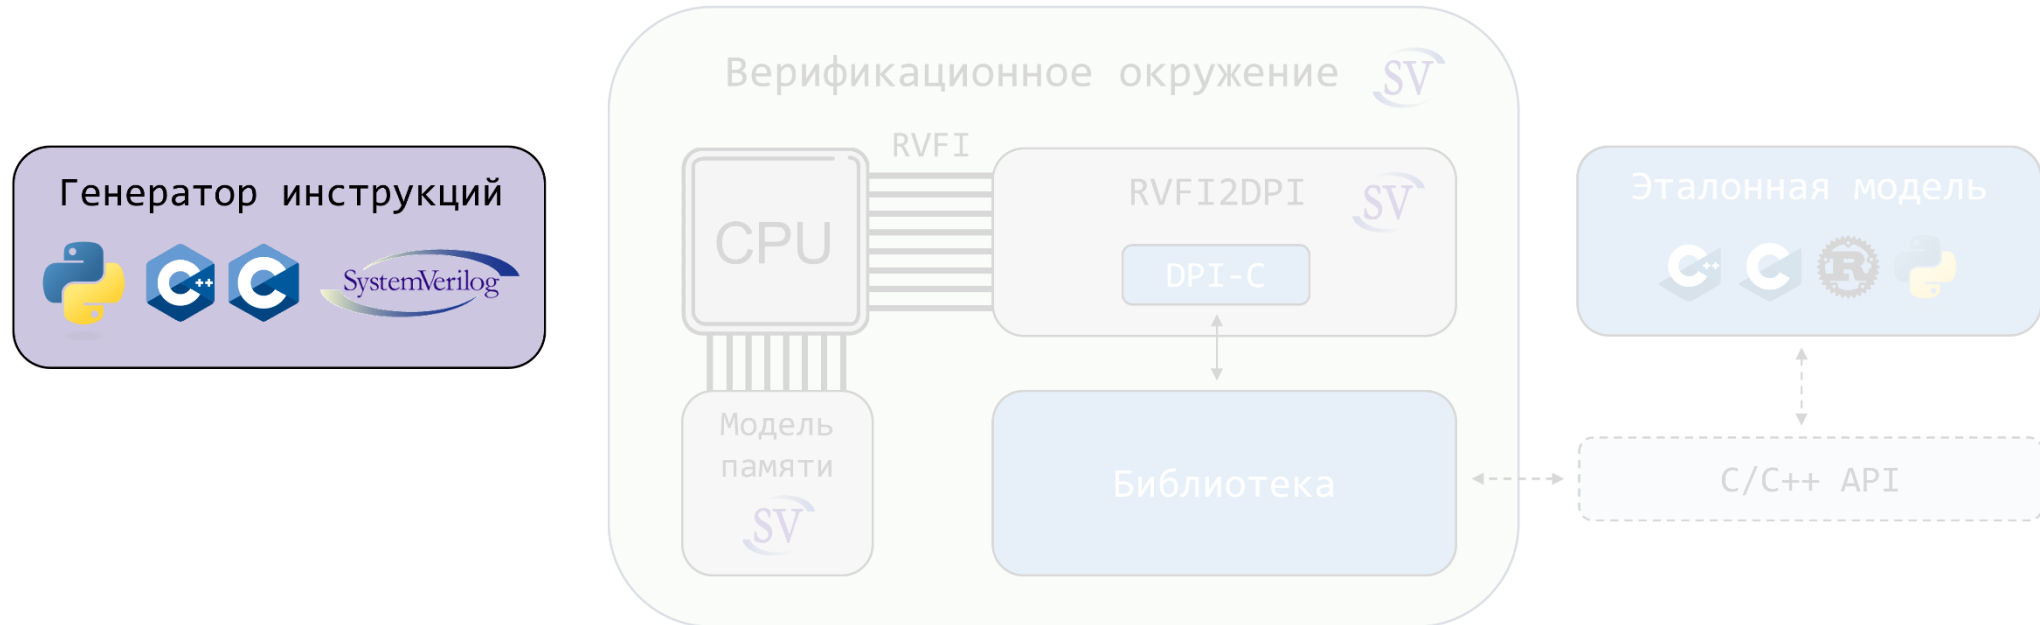 Верификационное окружение
SV
Генератор инструкций
C++
C
SystemVerilog
RVFI
CPU
RVFI2DPI
SV
DPI-C
Эталонная модель
C++
C
R
Модель
памяти
SV
Библиотека
C/C++ API